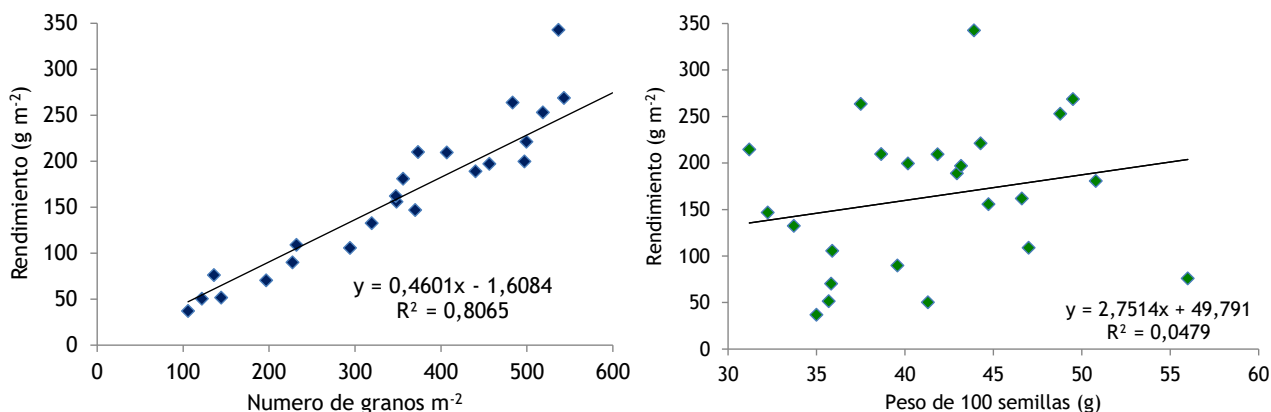 350
300
250
200
150
100
50
0
Rendimiento (g m-2)
y = 0,4601x - 1,6084
R² = 0,8065
0 100 200 300 400 500 600
Numero de granos m-2
350
300
250
200
150
100
50
0
Rendimiento (g m-2)
y = 2,7514x + 49,791
R² = 0,0479
30 35 40 45 50 55 60
Peso de 100 semillas (g)